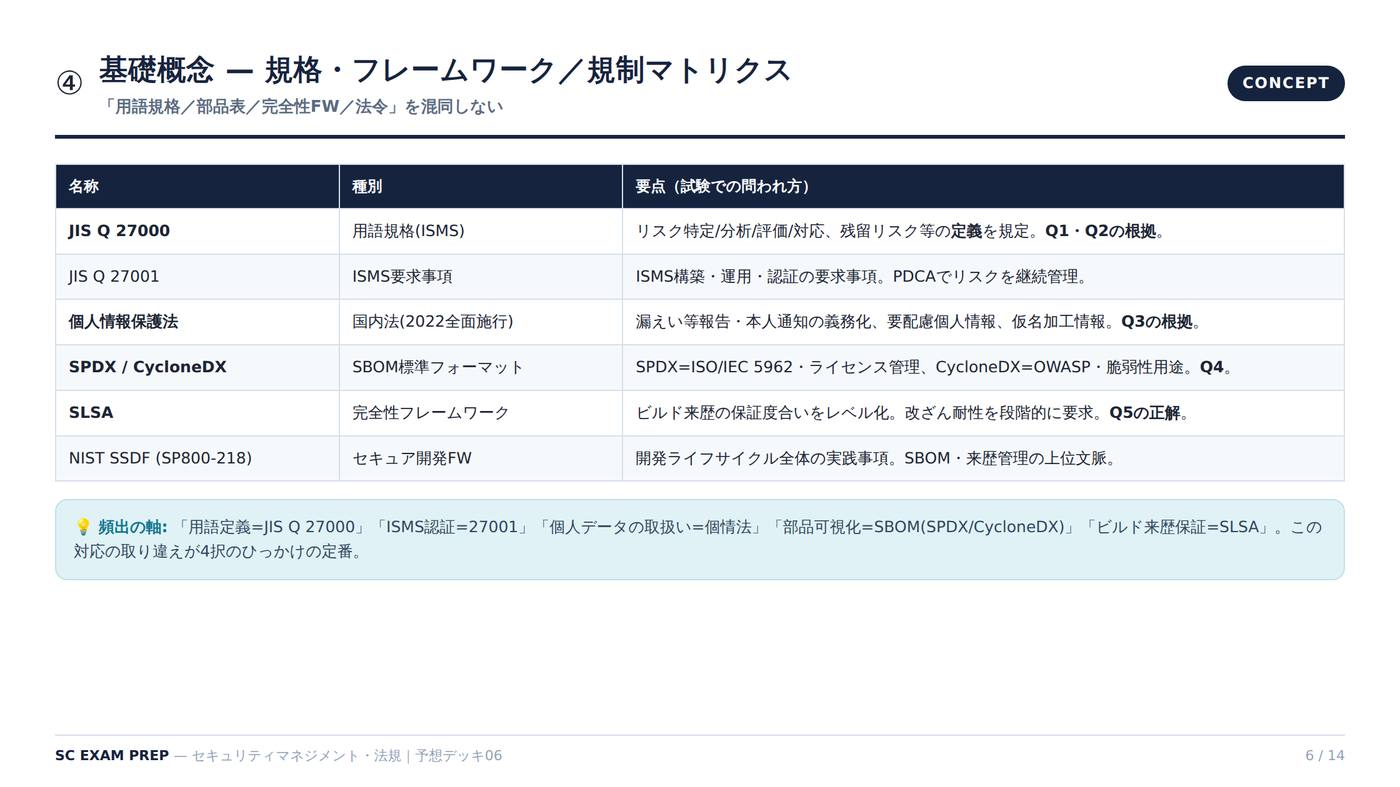 ④
基礎概念 — 規格・フレームワーク／規制マトリクス
「用語規格／部品表／完全性FW／法令」を混同しない
CONCEPT
名称 種別 要点（試験での問われ方）
JIS Q 27000 用語規格(ISMS) リスク特定/分析/評価/対応、残留リスク等の定義を規定。Q1・Q2の根拠。
JIS Q 27001 ISMS要求事項 ISMS構築・運用・認証の要求事項。PDCAでリスクを継続管理。
個人情報保護法 国内法(2022全面施行) 漏えい等報告・本人通知の義務化、要配慮個人情報、仮名加工情報。Q3の根拠。
SPDX / CycloneDX SBOM標準フォーマット SPDX=ISO/IEC 5962・ライセンス管理、CycloneDX=OWASP・脆弱性用途。Q4。
SLSA 完全性フレームワーク ビルド来歴の保証度合いをレベル化。改ざん耐性を段階的に要求。Q5の正解。
NIST SSDF (SP800-218) セキュア開発FW 開発ライフサイクル全体の実践事項。SBOM・来歴管理の上位文脈。
💡 頻出の軸: 「用語定義=JIS Q 27000」「ISMS認証=27001」「個人データの取扱い=個情法」「部品可視化=SBOM(SPDX/CycloneDX)」「ビルド来歴保証=SLSA」。この
対応の取り違えが4択のひっかけの定番。
SC EXAM PREP — セキュリティマネジメント・法規｜予想デッキ06
6 / 14